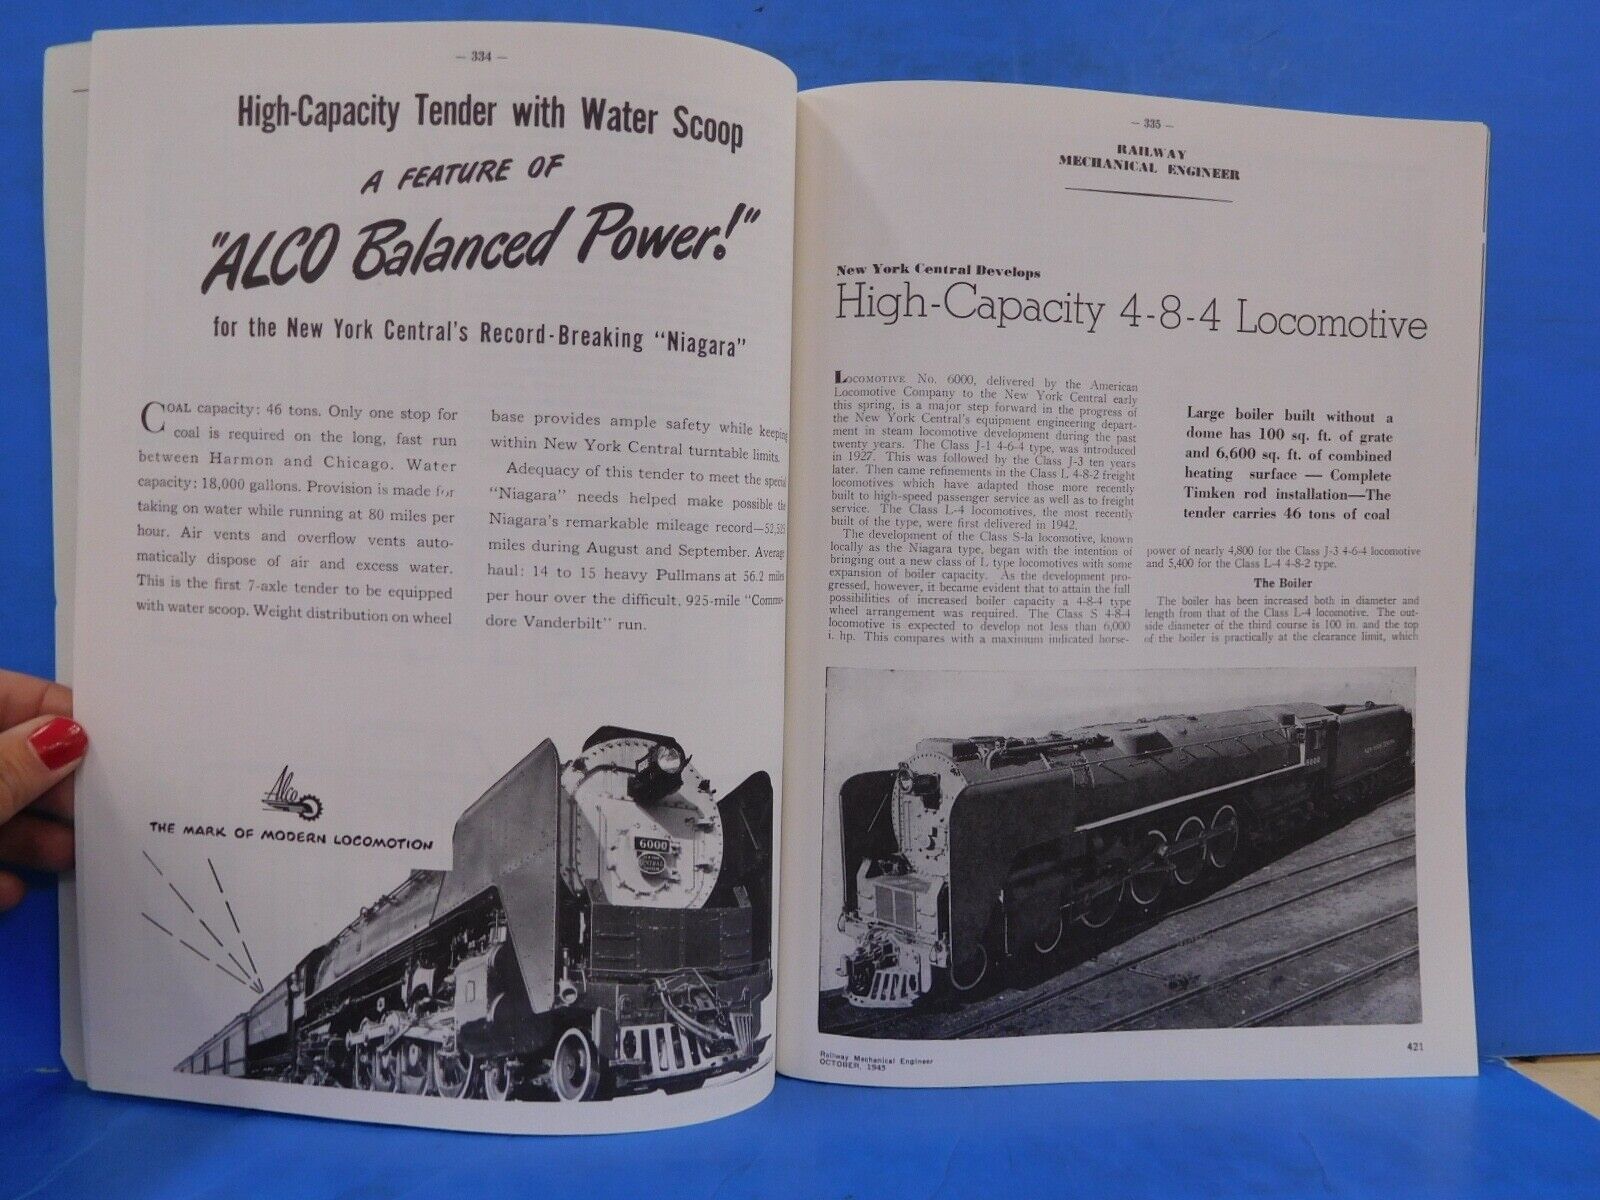 — 334 —
High-Capacity Tender with Water Scoop
A FEATURE OF
"ALCO Balanced Power!"
for the New York Central's Record-Breaking "Niagara"
COAL capacity: 46 tons. Only one stop for
coal is required on the long, fast run
between Harmon and Chicago. Water
capacity: 18,000 gallons. Provision is made for
taking on water while running at 80 miles per
hour. Air vents and overflow vents auto-
matically dispose of air and excess water.
This is the first 7-axle tender to be equipped
with water scoop. Weight distribution on wheel
base provides ample safety while keeping
within New York Central turntable limits.
Adequacy of this tender to meet the special
"Niagara" needs helped make possible the
Niagara's remarkable mileage record—52,535
miles during August and September. Average
haul: 14 to 15 heavy Pullmans at 56.2 miles
per hour over the difficult, 925-mile "Commo-
dore Vanderbilt" run.
Alco
THE MARK OF MODERN LOCOMOTION
6000
NEW YORK
CENTRAL
SYSTEM
— 335 —
RAILWAY
MECHANICAL ENGINEER
New York Central Develops
High-Capacity 4-8-4 Locomotive
LOCOMOTIVE No. 6000, delivered by the American
Locomotive Company to the New York Central early
this spring, is a major step forward in the progress of
the New York Central's equipment engineering depart-
ment in steam locomotive development during the past
twenty years. The Class J-1 4-6-4 type, was introduced
in 1927. This was followed by the Class J-3 ten years
later. Then came refinements in the Class L 4-8-2 freight
locomotives which have adapted those more recently
built to high-speed passenger service as well as to freight
service. The Class L-4 locomotives, the most recently
built of the type, were first delivered in 1942.
The development of the Class S-1a locomotive, known
locally as the Niagara type, began with the intention of
bringing out a new class of L type locomotives with some
expansion of boiler capacity. As the development pro-
gressed, however, it became evident that to attain the full
possibilities of increased boiler capacity a 4-8-4 type
wheel arrangement was required. The Class S 4-8-4
locomotive is expected to develop not less than 6,000
i. hp. This compares with a maximum indicated horse-
Large boiler built without a
dome has 100 sq. ft. of grate
and 6,600 sq. ft. of combined
heating surface — Complete
Timken rod installation—The
tender carries 46 tons of coal
power of nearly 4,800 for the Class J-3 4-6-4 locomotive
and 5,400 for the Class L-4 4-8-2 type.
The Boiler
The boiler has been increased both in diameter and
length from that of the Class L-4 locomotive. The out-
side diameter of the third course is 100 in. and the top
of the boiler is practically at the clearance limit, which
NEW YORK CENTRAL
6000
Railway Mechanical Engineer
OCTOBER, 1945
421